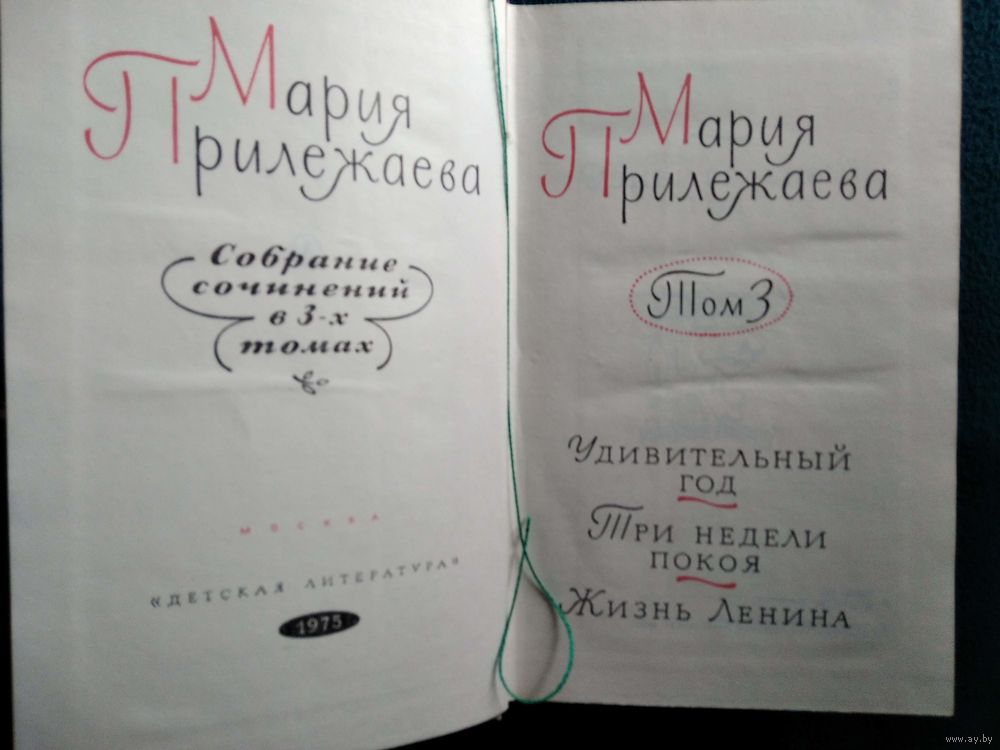 Мария
Прилежаева
Собрание
сочинений
в 3-х
томах
МОСКВА
«ДЕТСКАЯ ЛИТЕРАТУРА»
1975
Мария
Прилежаева
Том 3
УДИВИТЕЛЬНЫЙ
ГОД
ТРИ НЕДЕЛИ
ПОКОЯ
ЖИЗНЬ ЛЕНИНА
www.ay.by